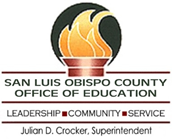 SAN LUIS OBISPO COUNTY
OFFICE OF EDUCATION
LEADERSHIP■COMMUNITY■SERVICE
Julian D. Crocker, Superintendent